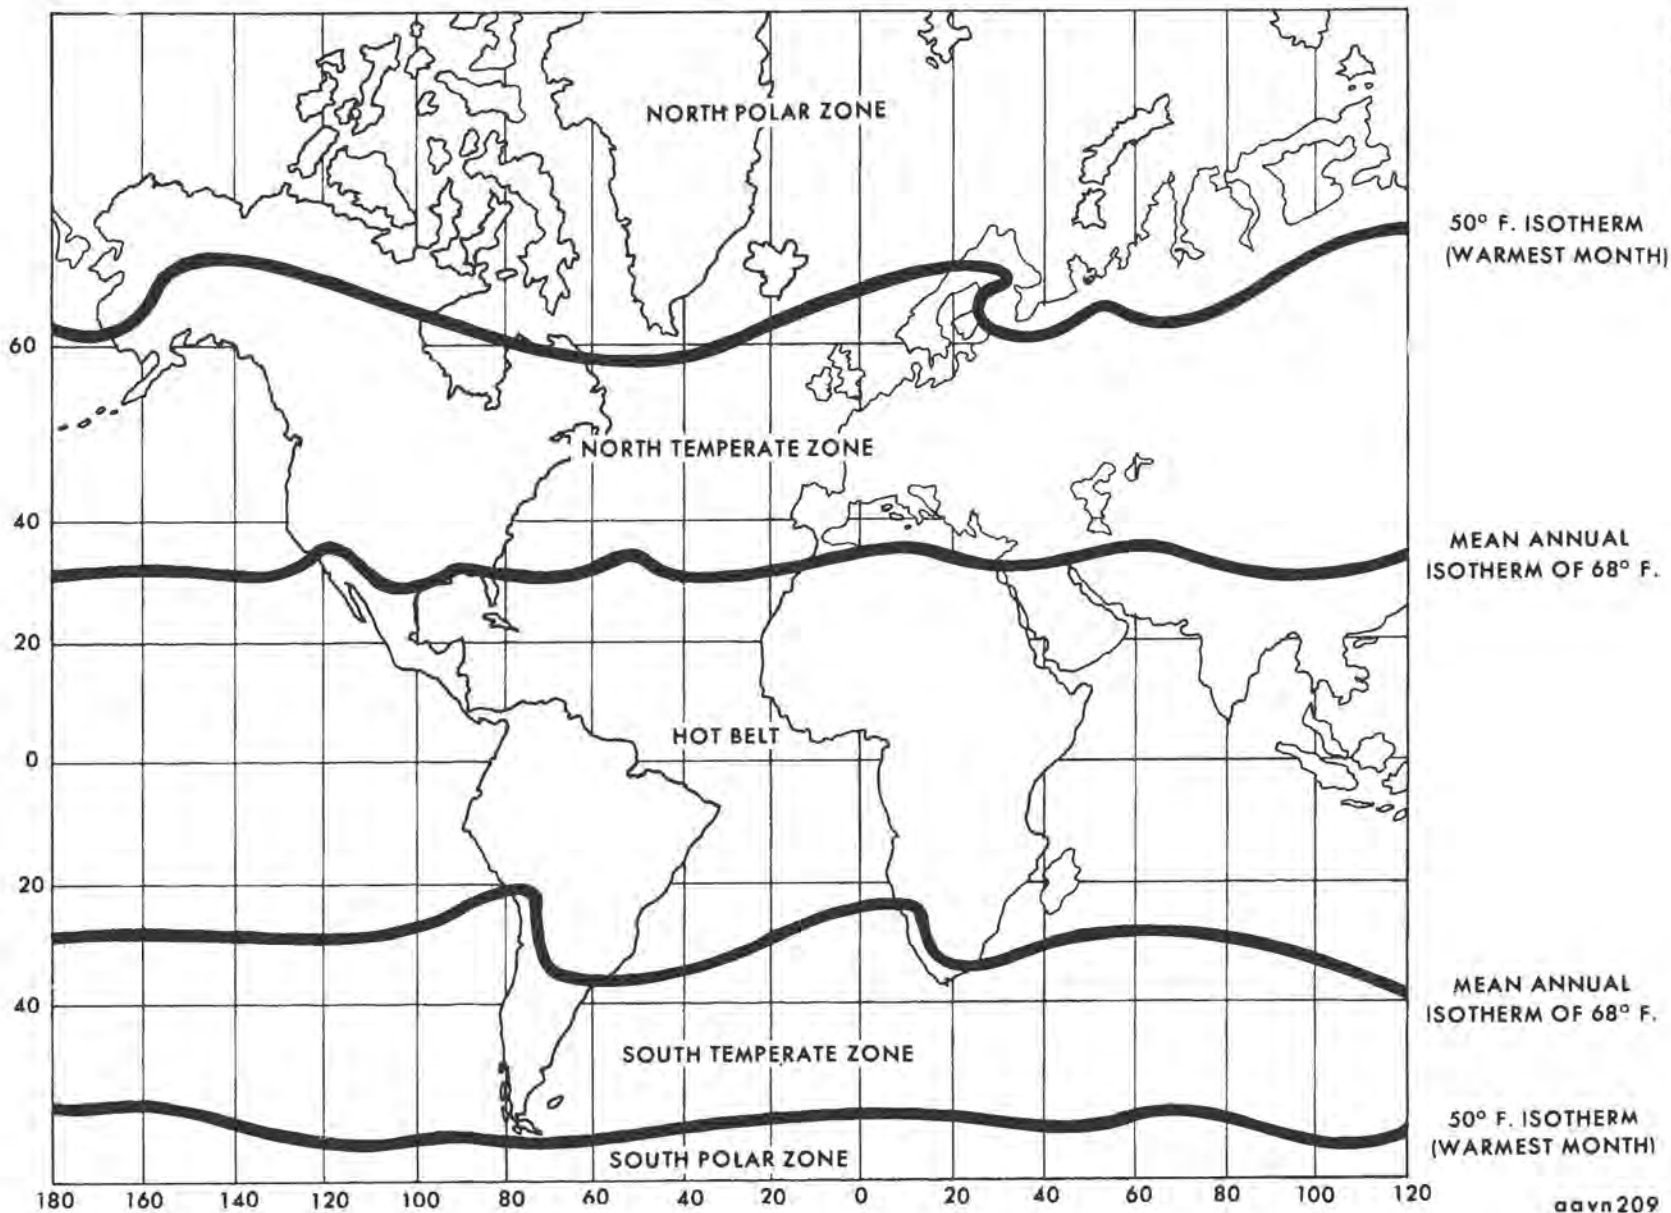 NORTH POLAR ZONE
50° F. ISOTHERM
(WARMEST MONTH)
60
NORTH TEMPERATE ZONE
40
MEAN ANNUAL
ISOTHERM OF 68° F.
20
HOT BELT
0
20
MEAN ANNUAL
ISOTHERM OF 68° F.
40
SOUTH TEMPERATE ZONE
50° F. ISOTHERM
(WARMEST MONTH)
SOUTH POLAR ZONE
180 160 140 120 100 80 60 40 20 0 20 40 60 80 100 120
aavn209